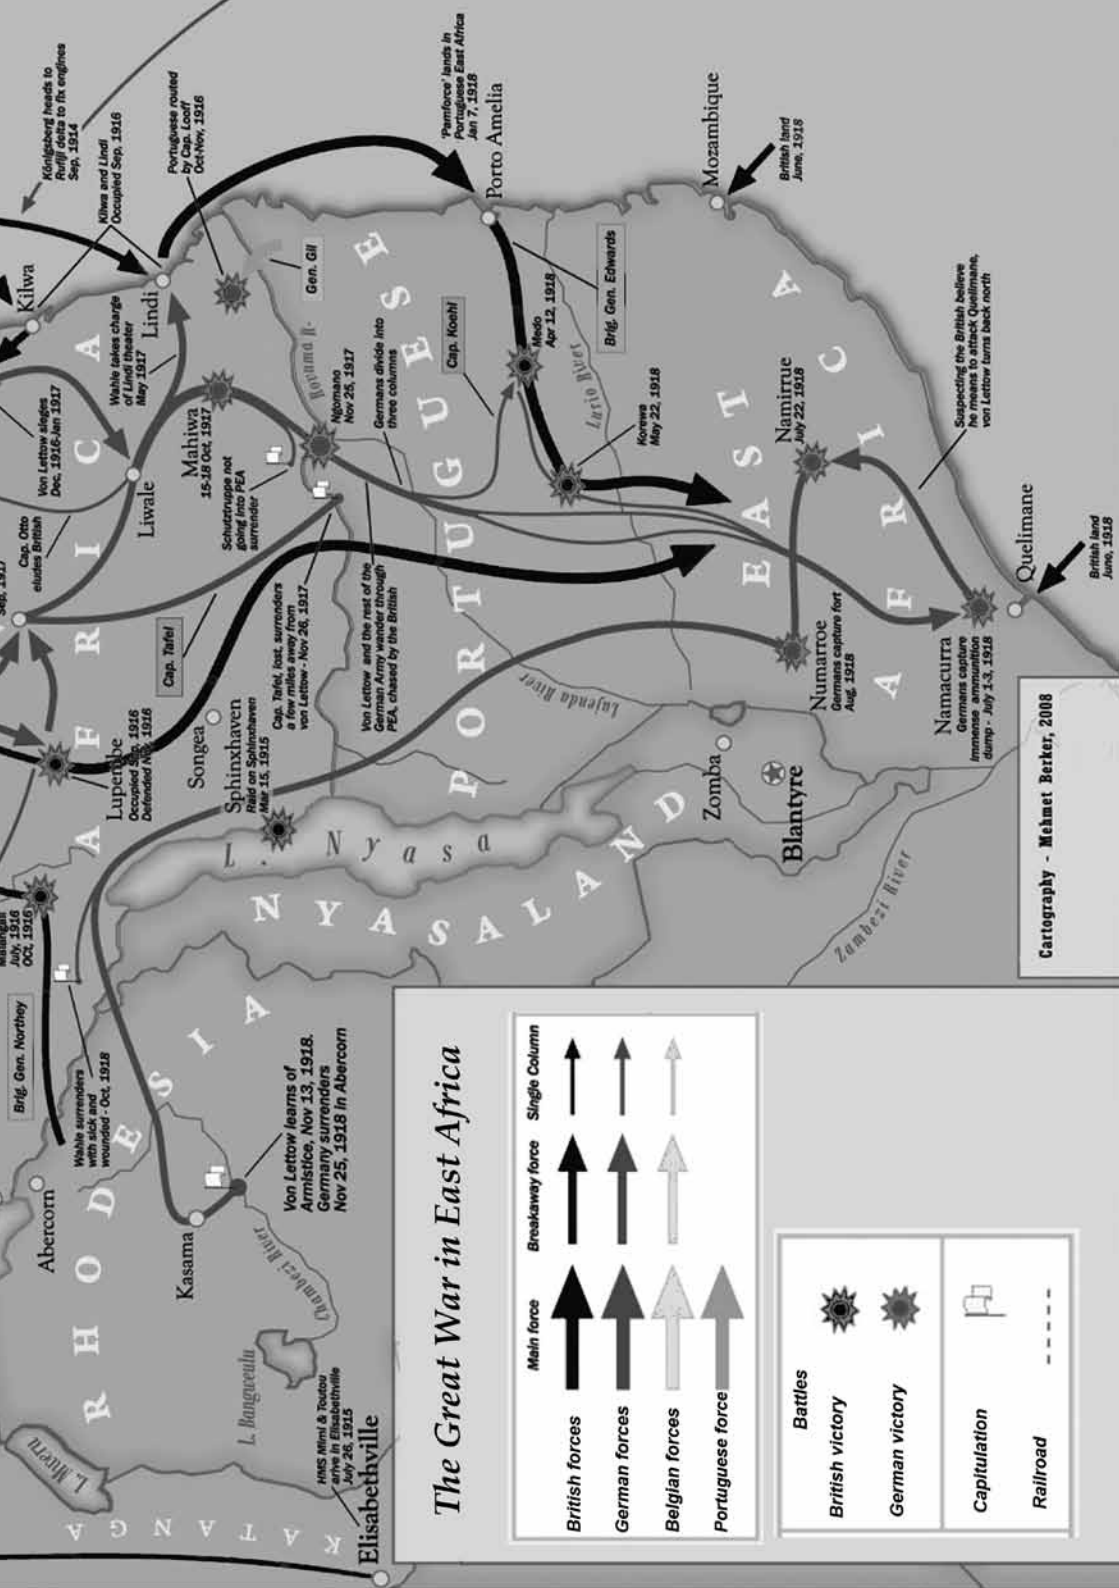 Königsberg heads to
Rufiji delta to fix engines
Sep, 1914
Kilwa and Lindi
Occupied Sep, 1916
Portuguese routed
by Cap. Looff
Oct-Nov, 1916
'Pamforce' lands in
Portuguese East Africa
Jan 7, 1918
Porto Amelia
Mozambique
British land
June, 1918
Kilwa
Lindi
Wahle takes charge
of Lindi theater
May 1917
Gen. Gil
Rovuma R.
Von Lettow sieges
Dec, 1916-Jan 1917
Mahiwa
15-18 Oct, 1917
Ngomano
Nov 25, 1917
Germans divide into
three columns
Cap. Koehl
Medo
Apr 12, 1918
Brig. Gen. Edwards
Lurio River
Korewa
May 22, 1918
Namirrue
July 22, 1918
Suspecting the British believe
he means to attack Quelimane,
von Lettow turns back north
Sep, 1917
Cap. Otto
eludes British
Liwale
Schutztruppe not
going into PEA
surrender
Cap. Tafel
Cap. Tafel, lost, surrenders
a few miles away from
von Lettow - Nov 26, 1917
Von Lettow and the rest of the
German Army wander through
PEA, chased by the British
Quelimane
British land
June, 1918
Lupembe
Occupied Sep, 1916
Defended Nov, 1916
Songea
Sphinxhaven
Raid on Sphinxhaven
Mar 15, 1915
Lujenda River
Numarroe
Germans capture fort
Aug, 1918
Namacurra
Germans capture
immense ammunition
dump - July 1-3, 1918
AFRICA
PORTUGUESE
EAST
AFRICA
L. Nyasa
NYASALAND
Zomba
Blantyre
Zambezi River
July, 1916
Oct, 1916
Brig. Gen. Northey
Wahle surrenders
with sick and
wounded - Oct, 1918
Abercorn
RHODESIA
Kasama
Von Lettow learns of
Armistice, Nov 13, 1918.
Germany surrenders
Nov 25, 1918 in Abercorn
Chambezi River
L. Bangweulu
L. Mweru
KATANGA
HMS Mimi & Toutou
arive in Elisabethville
July 26, 1915
Elisabethville
The Great War in East Africa
Main force
Breakaway force
Single Column
British forces
German forces
Belgian forces
Portuguese force
Battles
British victory
German victory
Capitulation
Railroad
Cartography - Mehmet Berker, 2008